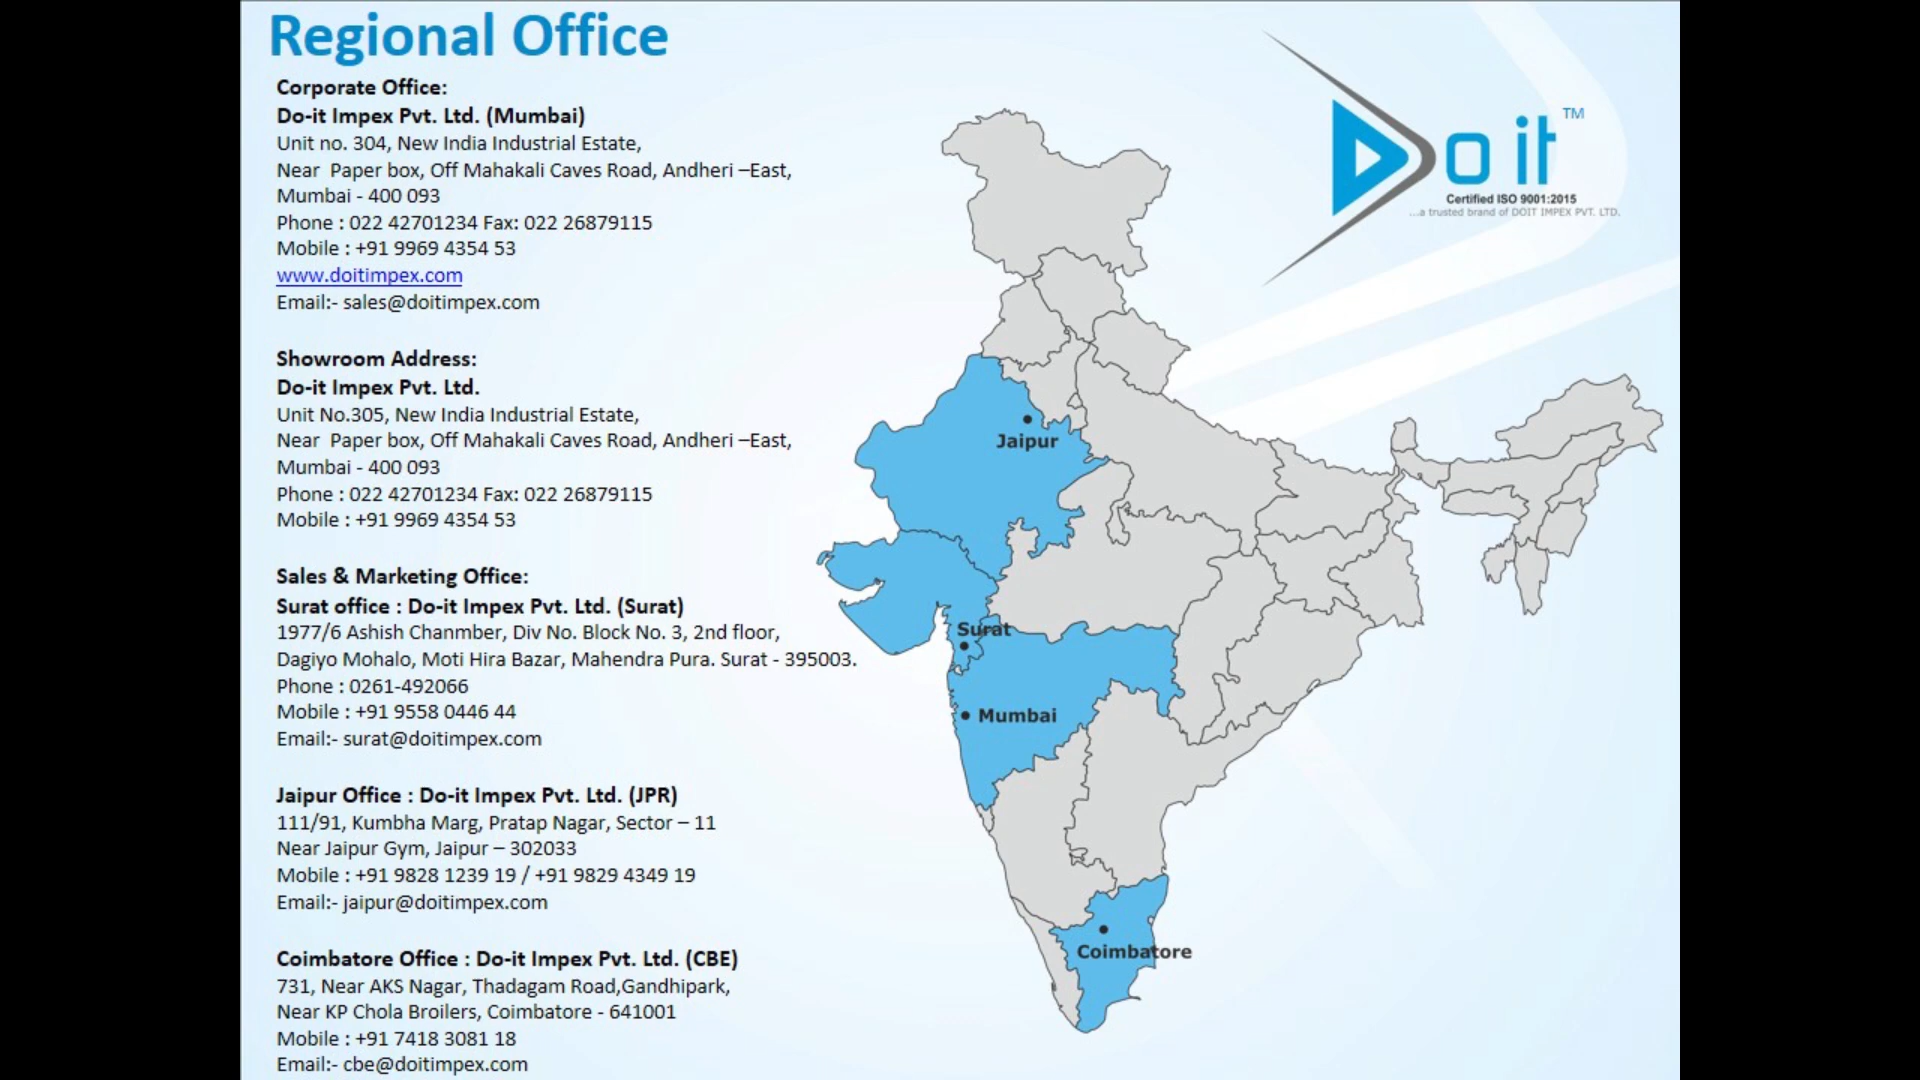 Regional Office
Corporate Office:
Do-it Impex Pvt. Ltd. (Mumbai)
Unit no. 304, New India Industrial Estate,
Near Paper box, Off Mahakali Caves Road, Andheri –East,
Mumbai - 400 093
Phone : 022 42701234 Fax: 022 26879115
Mobile : +91 9969 4354 53
www.doitimpex.com
Email:- sales@doitimpex.com
Showroom Address:
Do-it Impex Pvt. Ltd.
Unit No.305, New India Industrial Estate,
Near Paper box, Off Mahakali Caves Road, Andheri –East,
Mumbai - 400 093
Phone : 022 42701234 Fax: 022 26879115
Mobile : +91 9969 4354 53
Sales & Marketing Office:
Surat office : Do-it Impex Pvt. Ltd. (Surat)
1977/6 Ashish Chanmber, Div No. Block No. 3, 2nd floor,
Dagiyo Mohalo, Moti Hira Bazar, Mahendra Pura. Surat - 395003.
Phone : 0261-492066
Mobile : +91 9558 0446 44
Email:- surat@doitimpex.com
Jaipur Office : Do-it Impex Pvt. Ltd. (JPR)
111/91, Kumbha Marg, Pratap Nagar, Sector – 11
Near Jaipur Gym, Jaipur – 302033
Mobile : +91 9828 1239 19 / +91 9829 4349 19
Email:- jaipur@doitimpex.com
Coimbatore Office : Do-it Impex Pvt. Ltd. (CBE)
731, Near AKS Nagar, Thadagam Road,Gandhipark,
Near KP Chola Broilers, Coimbatore - 641001
Mobile : +91 7418 3081 18
Email:- cbe@doitimpex.com
Do it TM
Certified ISO 9001:2015
...a trusted brand of DOIT IMPEX PVT. LTD.
Jaipur
Surat
Mumbai
Coimbatore